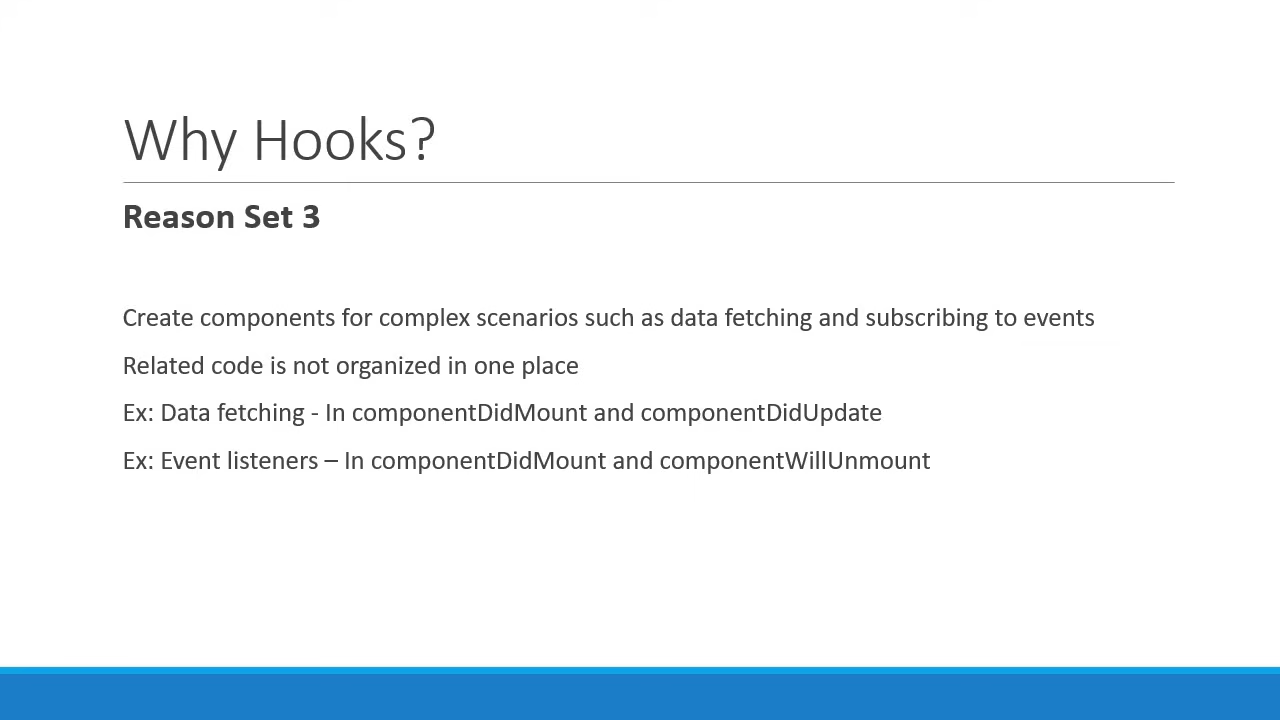 Why Hooks?
Reason Set 3
Create components for complex scenarios such as data fetching and subscribing to events
Related code is not organized in one place
Ex: Data fetching - In componentDidMount and componentDidUpdate
Ex: Event listeners – In componentDidMount and componentWillUnmount